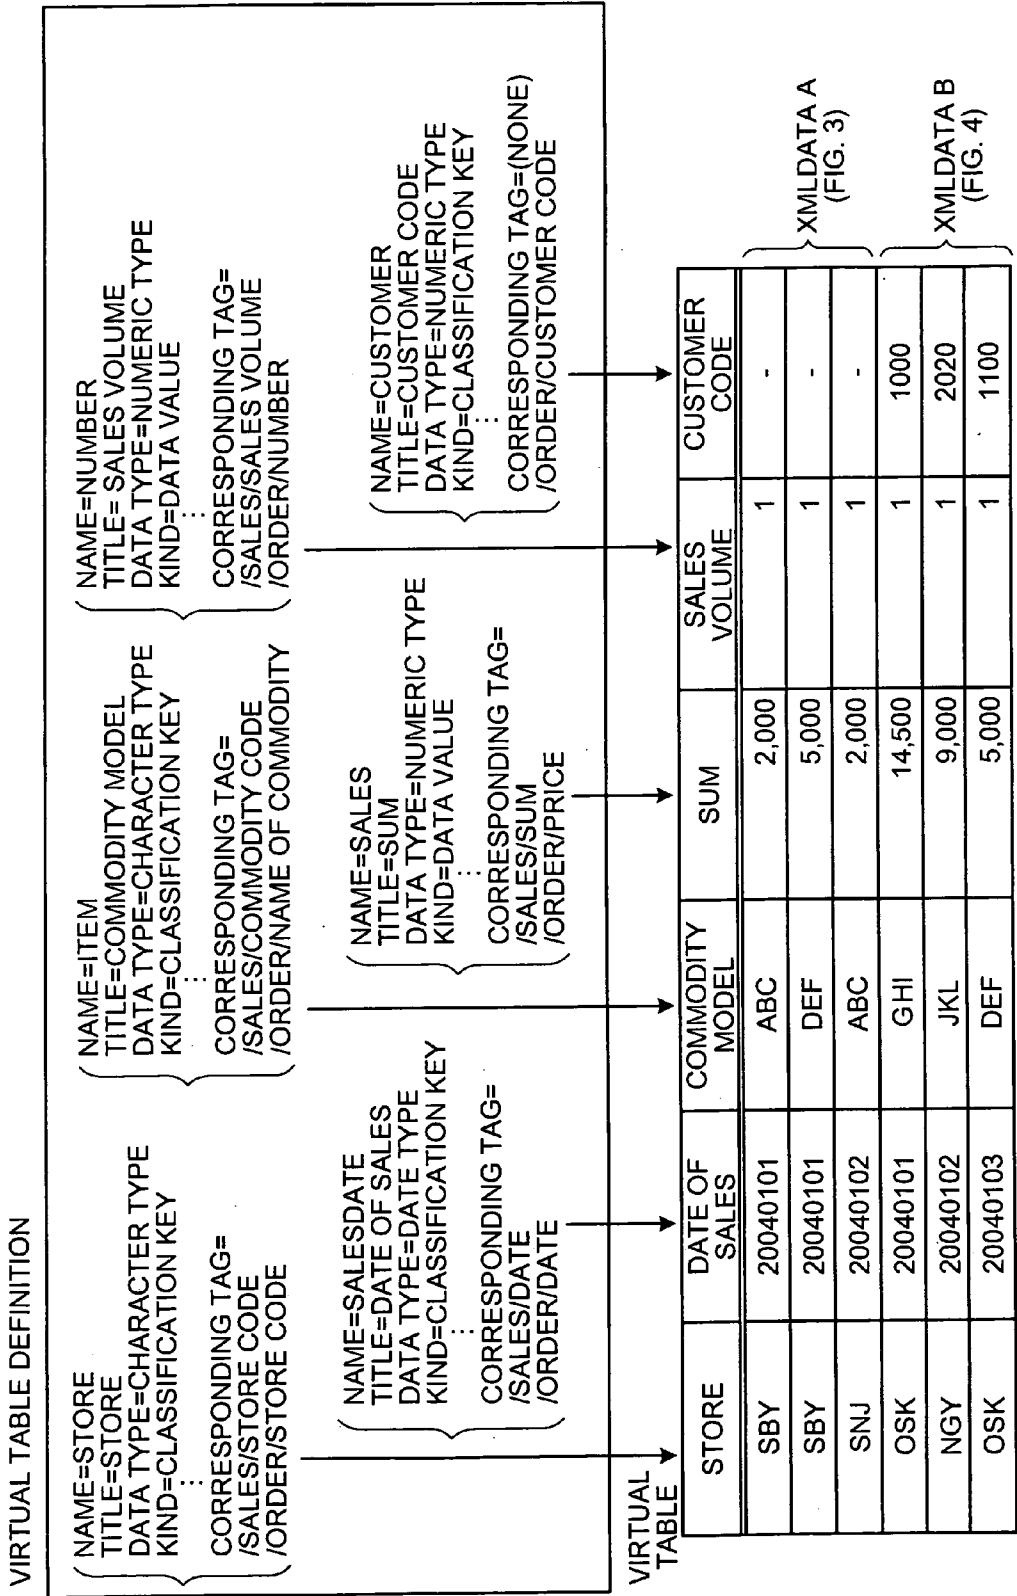 VIRTUAL TABLE DEFINITION
NAME=STORE
TITLE=STORE
DATA TYPE=CHARACTER TYPE
KIND=CLASSIFICATION KEY
⋮
CORRESPONDING TAG=
/SALES/STORE CODE
/ORDER/STORE CODE
NAME=ITEM
TITLE=COMMODITY MODEL
DATA TYPE=CHARACTER TYPE
KIND=CLASSIFICATION KEY
⋮
CORRESPONDING TAG=
/SALES/COMMODITY CODE
/ORDER/NAME OF COMMODITY
NAME=NUMBER
TITLE= SALES VOLUME
DATA TYPE=NUMERIC TYPE
KIND=DATA VALUE
⋮
CORRESPONDING TAG=
/SALES/SALES VOLUME
/ORDER/NUMBER
NAME=SALESDATE
TITLE=DATE OF SALES
DATA TYPE=DATE TYPE
KIND=CLASSIFICATION KEY
⋮
CORRESPONDING TAG=
/SALES/DATE
/ORDER/DATE
NAME=SALES
TITLE=SUM
DATA TYPE=NUMERIC TYPE
KIND=DATA VALUE
⋮
CORRESPONDING TAG=
/SALES/SUM
/ORDER/PRICE
NAME=CUSTOMER
TITLE=CUSTOMER CODE
DATA TYPE=NUMERIC TYPE
KIND=CLASSIFICATION KEY
⋮
CORRESPONDING TAG=(NONE)
/ORDER/CUSTOMER CODE
VIRTUAL
TABLE
STORE DATE OF SALES COMMODITY MODEL SUM SALES VOLUME CUSTOMER CODE
SBY 20040101 ABC 2,000 1 -
SBY 20040101 DEF 5,000 1 -
SNJ 20040102 ABC 2,000 1 -
OSK 20040101 GHI 14,500 1 1000
NGY 20040102 JKL 9,000 1 2020
OSK 20040103 DEF 5,000 1 1100
XMLDATA A
(FIG. 3)
XMLDATA B
(FIG. 4)